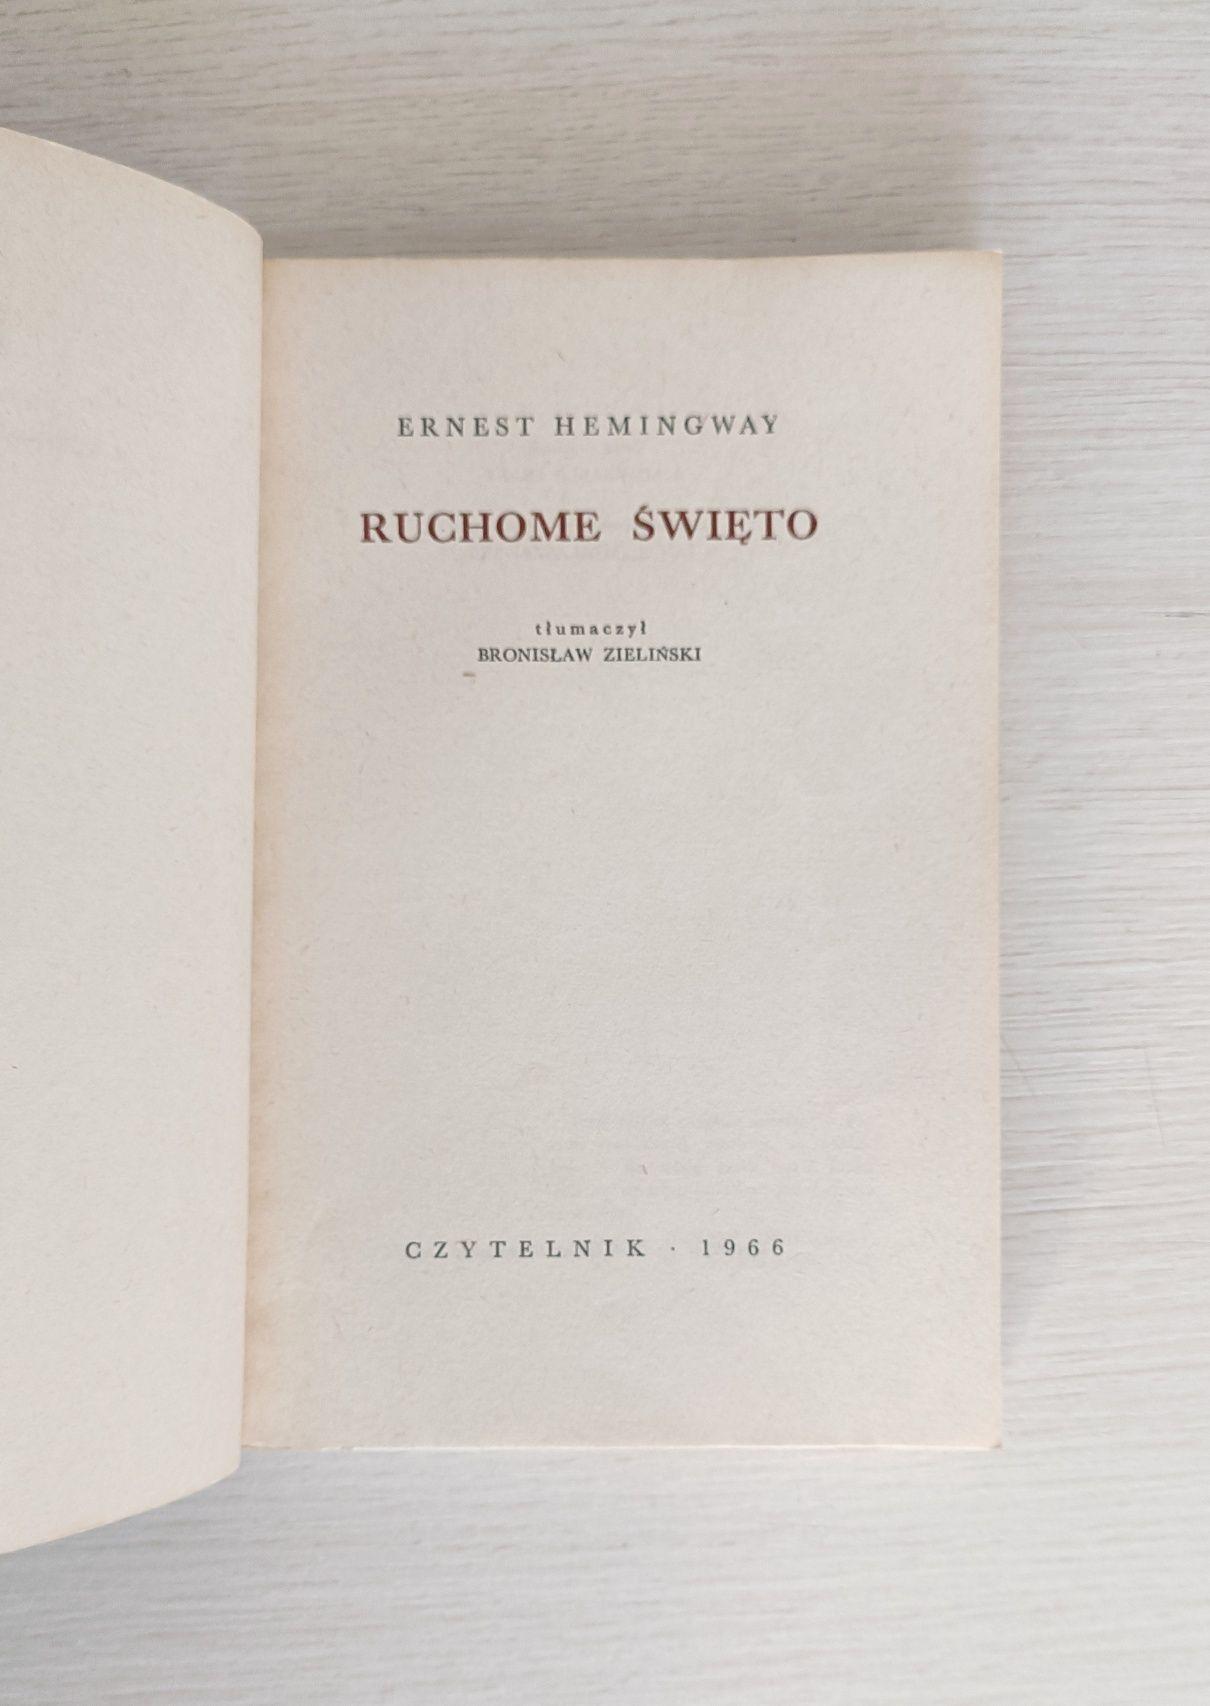 ERNEST HEMINGWAY
RUCHOME ŚWIĘTO
tłumaczył
BRONISŁAW ZIELIŃSKI
CZYTELNIK · 1966